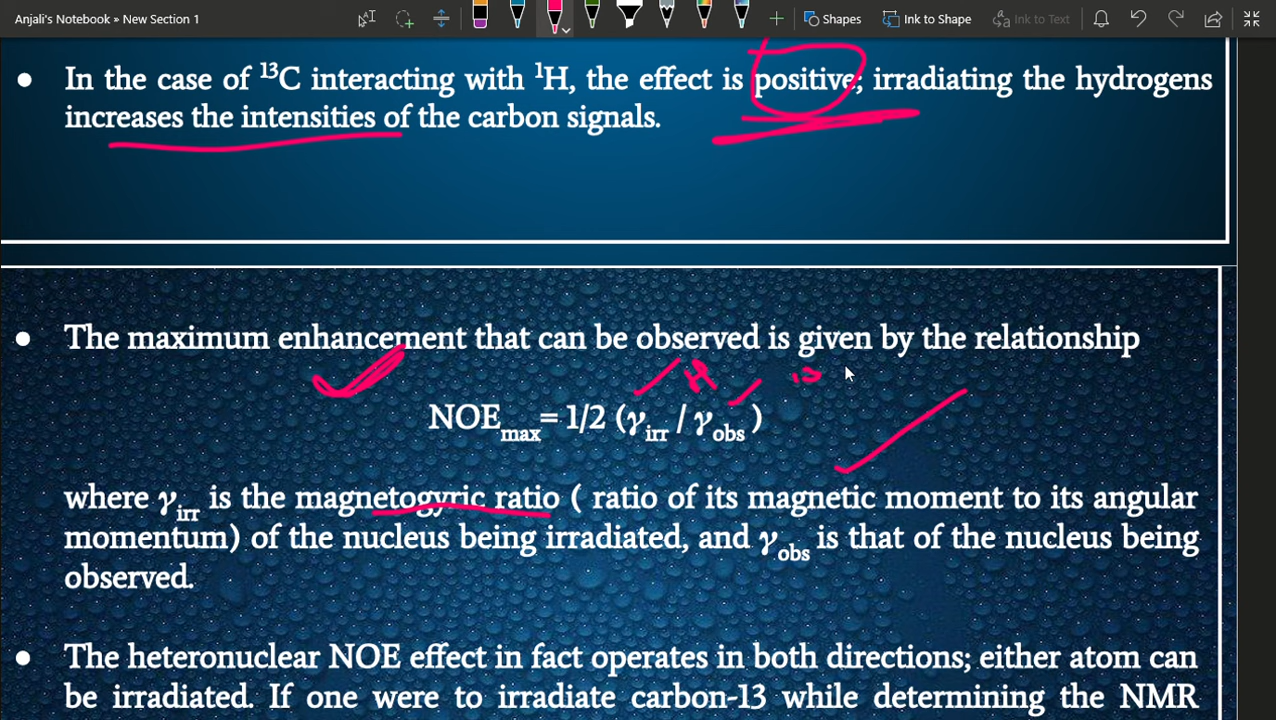 Anjali's Notebook » New Section 1
Shapes
Ink to Shape
Ink to Text
• In the case of ¹³C interacting with ¹H, the effect is positive; irradiating the hydrogens
increases the intensities of the carbon signals.
• The maximum enhancement that can be observed is given by the relationship
H 13
NOEmax= 1/2 (γirr / γobs )
where γirr is the magnetogyric ratio ( ratio of its magnetic moment to its angular
momentum) of the nucleus being irradiated, and γobs is that of the nucleus being
observed.
• The heteronuclear NOE effect in fact operates in both directions; either atom can
be irradiated. If one were to irradiate carbon-13 while determining the NMR